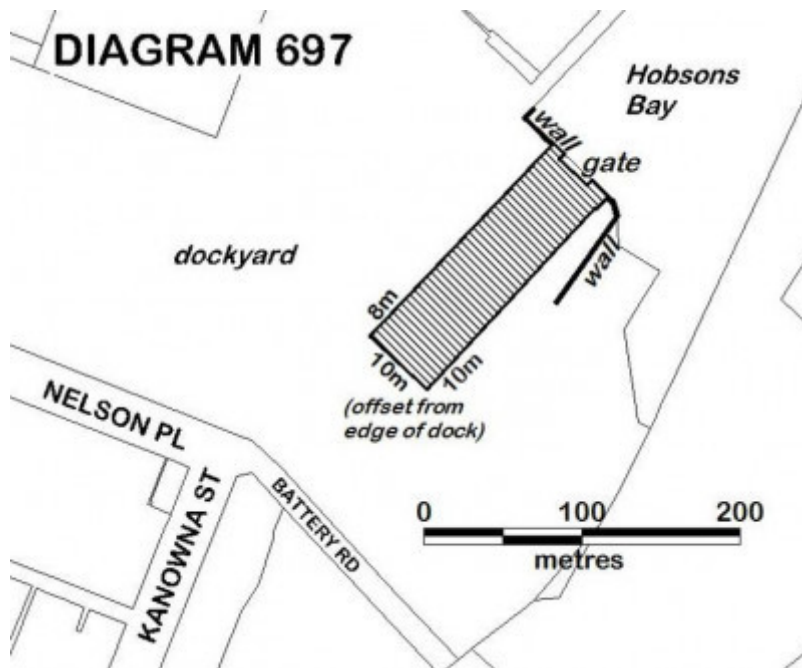 DIAGRAM 697
Hobsons
Bay
wall
gate
dockyard
wall
8m
10m
10m
(offset from
edge of dock)
NELSON PL
KANOWNA ST
BATTERY RD
0 100 200
metres